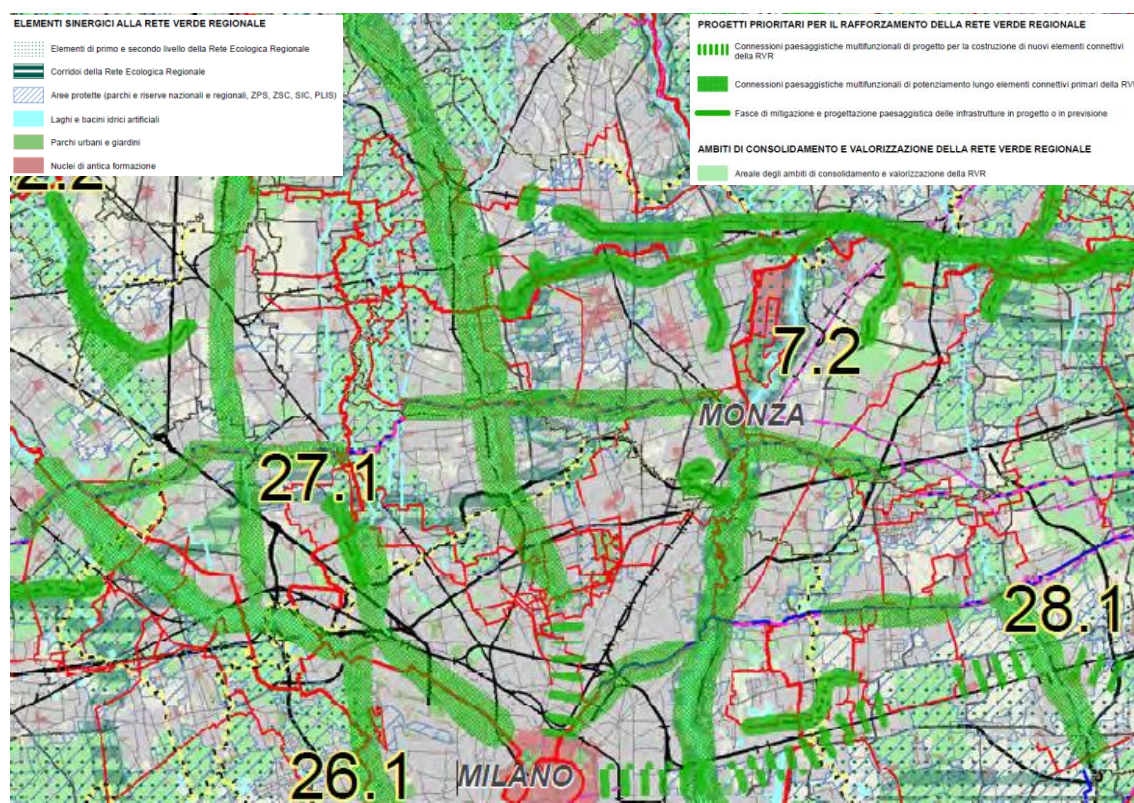 ELEMENTI SINERGICI ALLA RETE VERDE REGIONALE
Elementi di primo e secondo livello della Rete Ecologica Regionale
Corridoi della Rete Ecologica Regionale
Aree protette (parchi e riserve nazionali e regionali, ZPS, ZSC, SIC, PLIS)
Laghi e bacini idrici artificiali
Parchi urbani e giardini
Nuclei di antica formazione
PROGETTI PRIORITARI PER IL RAFFORZAMENTO DELLA RETE VERDE REGIONALE
Connessioni paesaggistiche multifunzionali di progetto per la costruzione di nuovi elementi connettivi
della RVR
Connessioni paesaggistiche multifunzionali di potenziamento lungo elementi connettivi primari della RV
Fasce di mitigazione e progettazione paesaggistica delle infrastrutture in progetto o in previsione
AMBITI DI CONSOLIDAMENTO E VALORIZZAZIONE DELLA RETE VERDE REGIONALE
Areale degli ambiti di consolidamento e valorizzazione della RVR
2.2
7.2
MONZA
27.1
28.1
26.1
MILANO